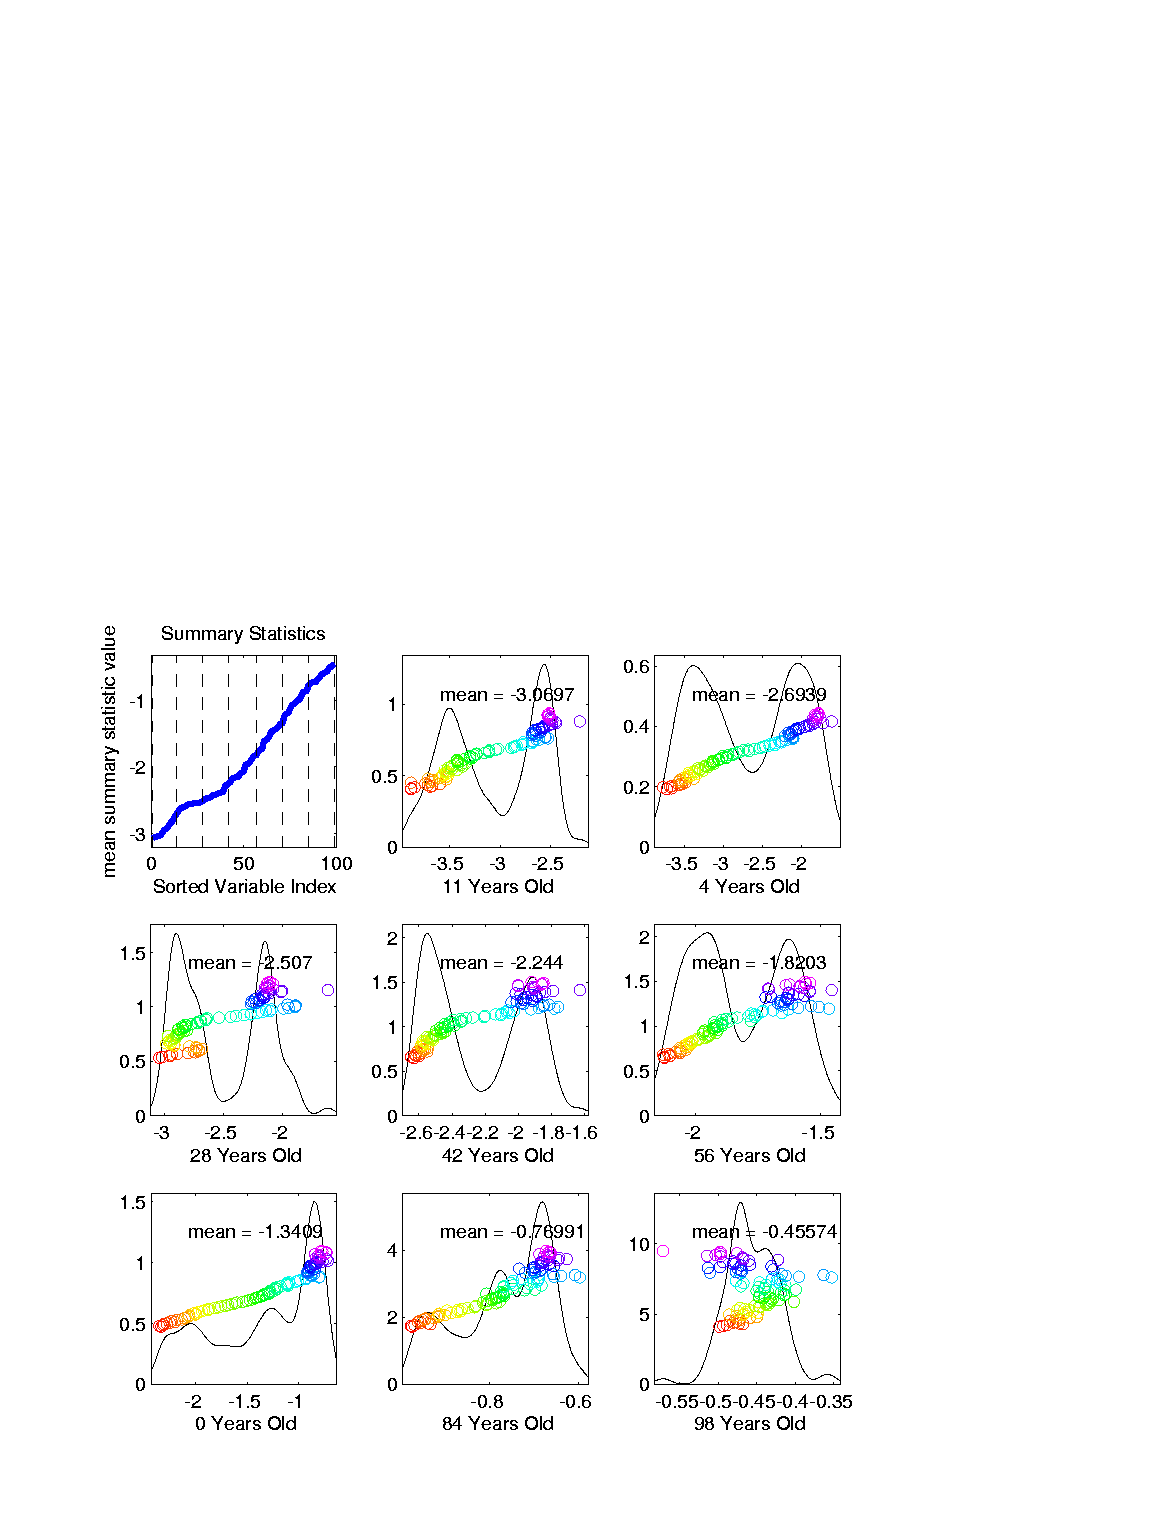 Summary Statistics
mean summary statistic value
-1
-2
-3
0 50 100
Sorted Variable Index
mean = -3.0697
1
0.5
0
-3.5 -3 -2.5
11 Years Old
mean = -2.6939
0.6
0.4
0.2
0
-3.5 -3 -2.5 -2
4 Years Old
mean = -2.507
1.5
1
0.5
0
-3 -2.5 -2
28 Years Old
mean = -2.244
2
1.5
1
0.5
0
-2.6 -2.4 -2.2 -2 -1.8 -1.6
42 Years Old
mean = -1.8203
2
1.5
1
0.5
0
-2 -1.5
56 Years Old
mean = -1.3409
1.5
1
0.5
0
-2 -1.5 -1
0 Years Old
mean = -0.76991
4
2
0
-0.8 -0.6
84 Years Old
mean = -0.45574
10
5
0
-0.55 -0.5 -0.45 -0.4 -0.35
98 Years Old